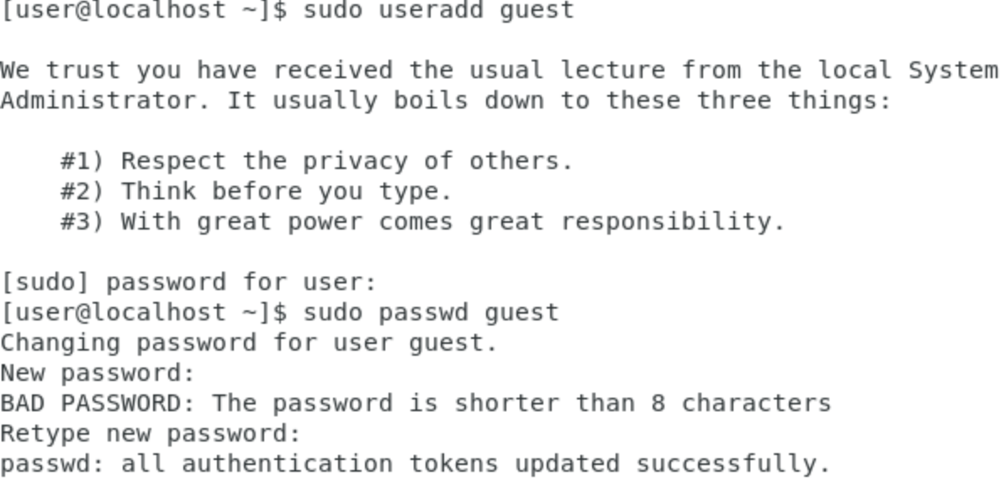 [user@localhost ~]$ sudo useradd guest
We trust you have received the usual lecture from the local System
Administrator. It usually boils down to these three things:
#1) Respect the privacy of others.
#2) Think before you type.
#3) With great power comes great responsibility.
[sudo] password for user:
[user@localhost ~]$ sudo passwd guest
Changing password for user guest.
New password:
BAD PASSWORD: The password is shorter than 8 characters
Retype new password:
passwd: all authentication tokens updated successfully.